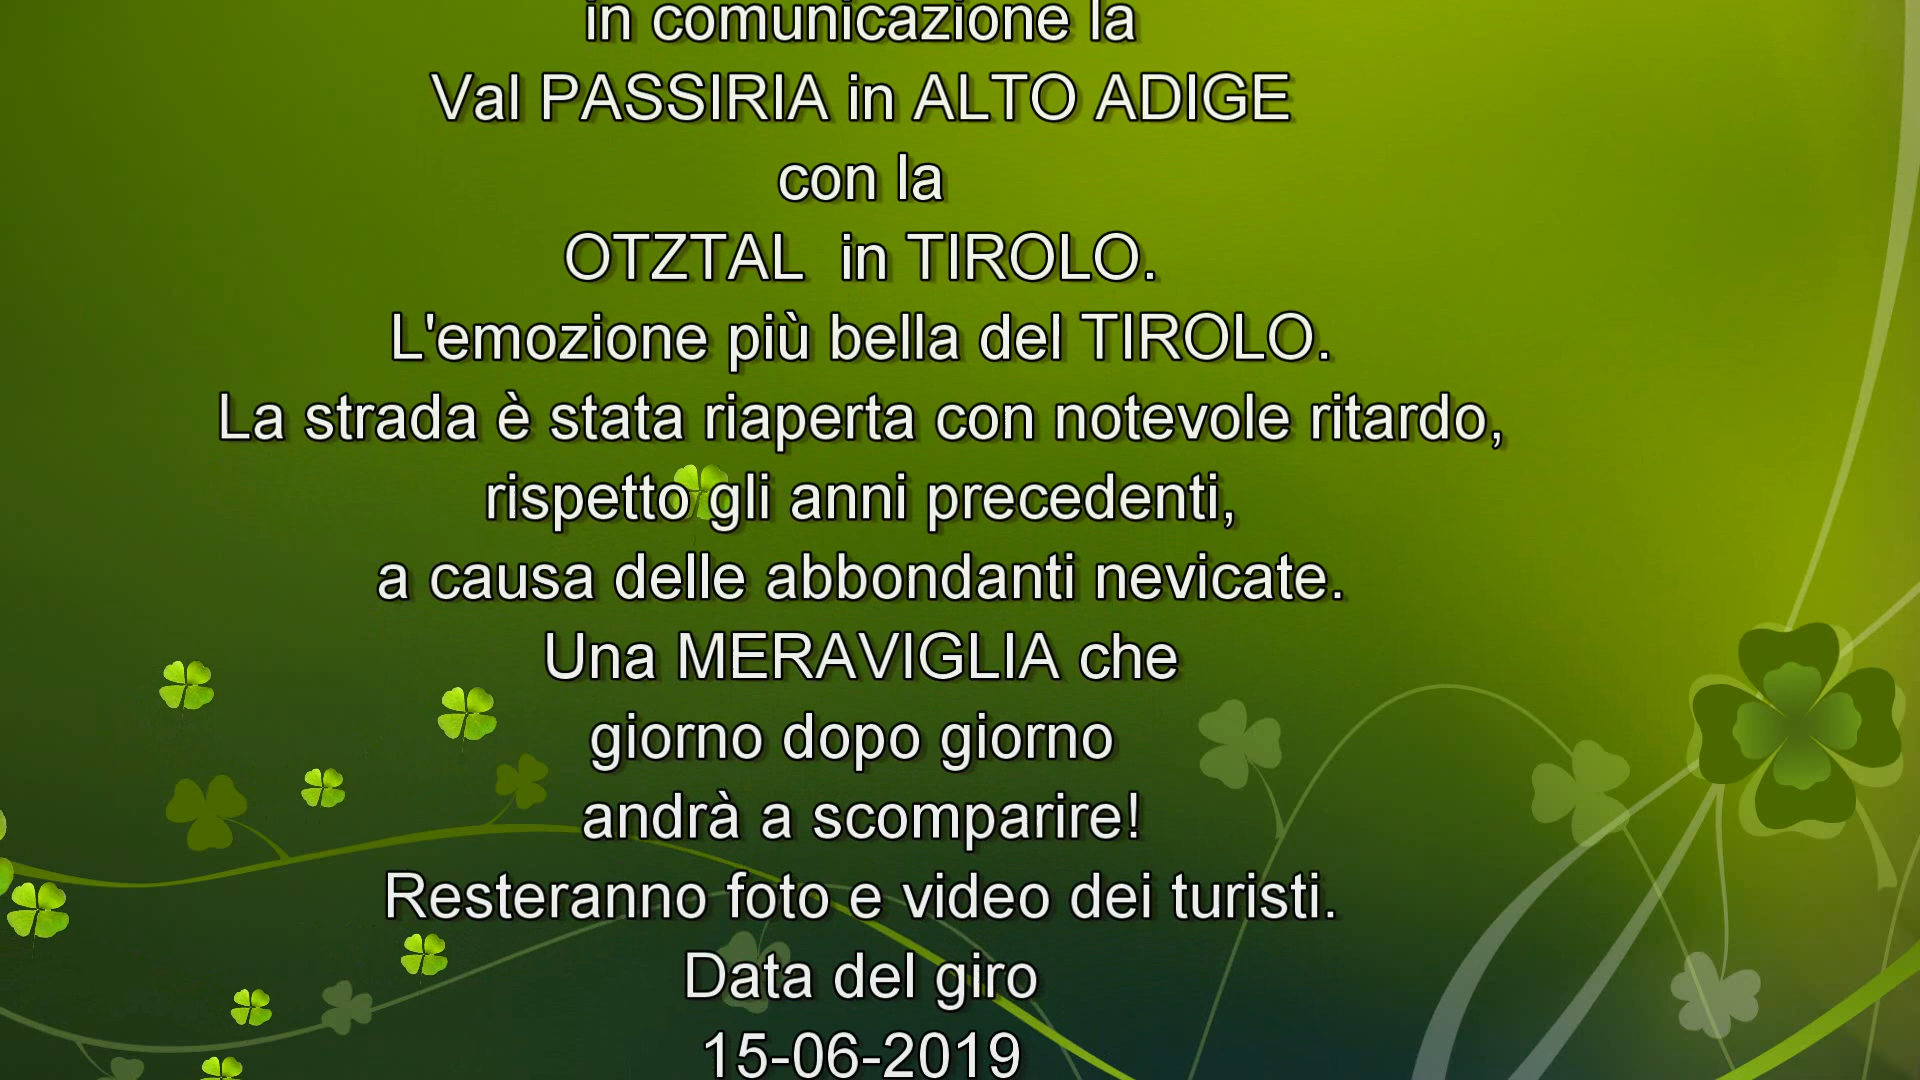 in comunicazione la
Val PASSIRIA in ALTO ADIGE
con la
OTZTAL  in TIROLO.
L'emozione più bella del TIROLO.
La strada è stata riaperta con notevole ritardo,
rispetto gli anni precedenti,
a causa delle abbondanti nevicate.
Una MERAVIGLIA che
giorno dopo giorno
andrà a scomparire!
Resteranno foto e video dei turisti.
Data del giro
15-06-2019